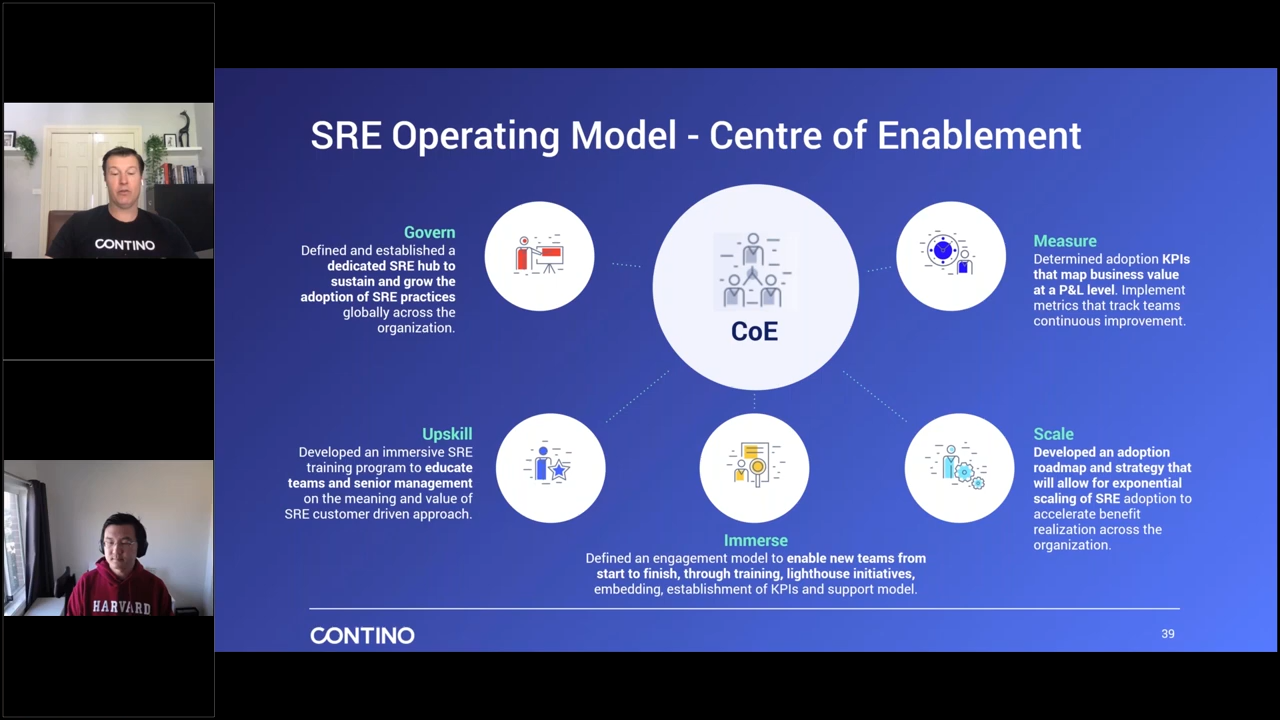 SRE Operating Model - Centre of Enablement
Govern
Defined and established a
dedicated SRE hub to
sustain and grow the
adoption of SRE practices
globally across the
organization.
CoE
Measure
Determined adoption KPIs
that map business value
at a P&L level. Implement
metrics that track teams
continuous improvement.
Upskill
Developed an immersive SRE
training program to educate
teams and senior management
on the meaning and value of
SRE customer driven approach.
Immerse
Defined an engagement model to enable new teams from
start to finish, through training, lighthouse initiatives,
embedding, establishment of KPIs and support model.
Scale
Developed an adoption
roadmap and strategy that
will allow for exponential
scaling of SRE adoption to
accelerate benefit
realization across the
organization.
CONTINO
39
CONTINO
HARVARD